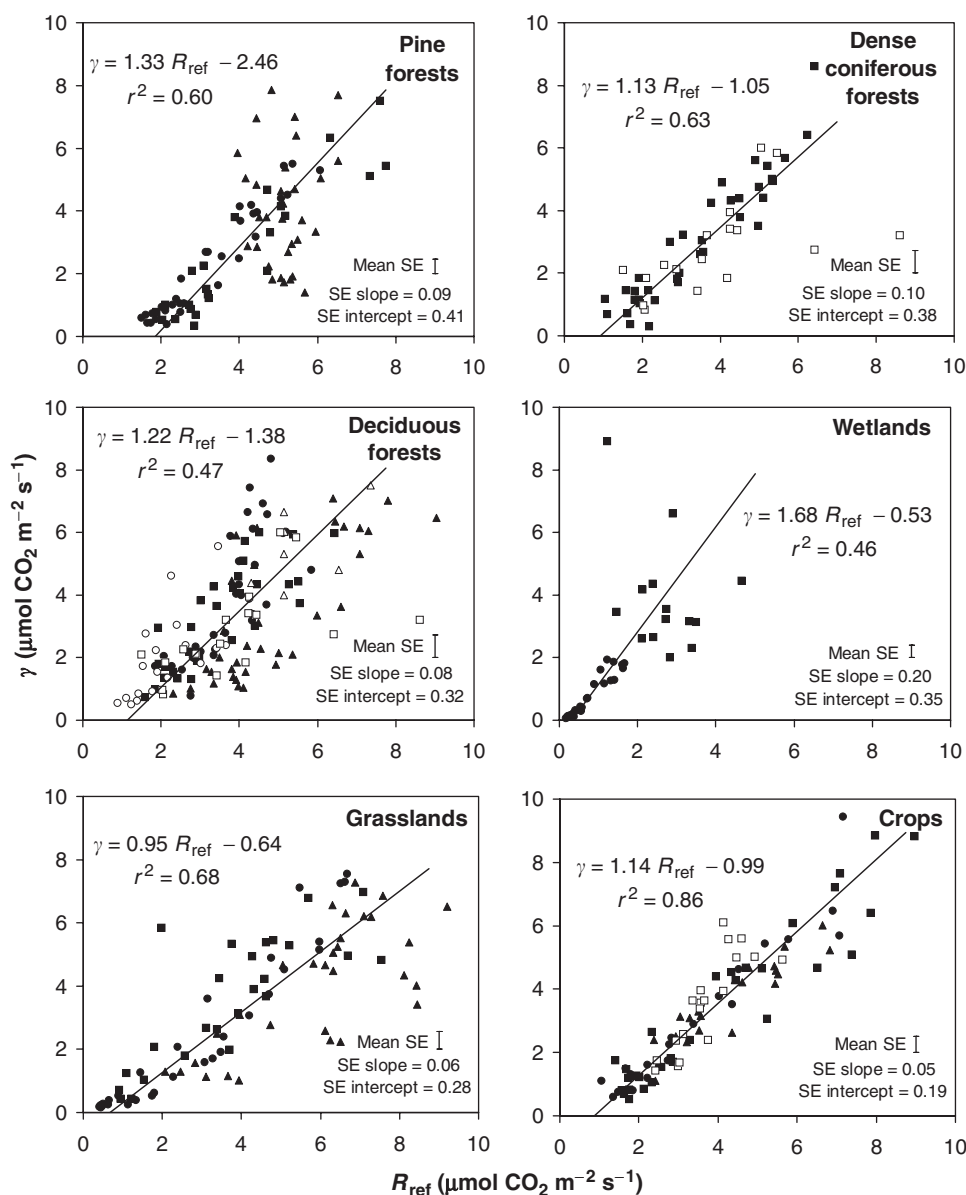 10
8
6
4
2
0
γ = 1.33 Rref − 2.46
r² = 0.60
Pine
forests
Mean SE
SE slope = 0.09
SE intercept = 0.41
0 2 4 6 8 10
10
8
6
4
2
0
γ = 1.13 Rref − 1.05
r² = 0.63
Dense
coniferous
forests
Mean SE
SE slope = 0.10
SE intercept = 0.38
0 2 4 6 8 10
γ (μmol CO₂ m⁻² s⁻¹)
10
8
6
4
2
0
γ = 1.22 Rref − 1.38
r² = 0.47
Deciduous
forests
Mean SE
SE slope = 0.08
SE intercept = 0.32
0 2 4 6 8 10
10
8
6
4
2
0
Wetlands
γ = 1.68 Rref − 0.53
r² = 0.46
Mean SE
SE slope = 0.20
SE intercept = 0.35
0 2 4 6 8 10
10
8
6
4
2
0
Grasslands
γ = 0.95 Rref − 0.64
r² = 0.68
Mean SE
SE slope = 0.06
SE intercept = 0.28
0 2 4 6 8 10
10
8
6
4
2
0
Crops
γ = 1.14 Rref − 0.99
r² = 0.86
Mean SE
SE slope = 0.05
SE intercept = 0.19
0 2 4 6 8 10
Rref (μmol CO₂ m⁻² s⁻¹)